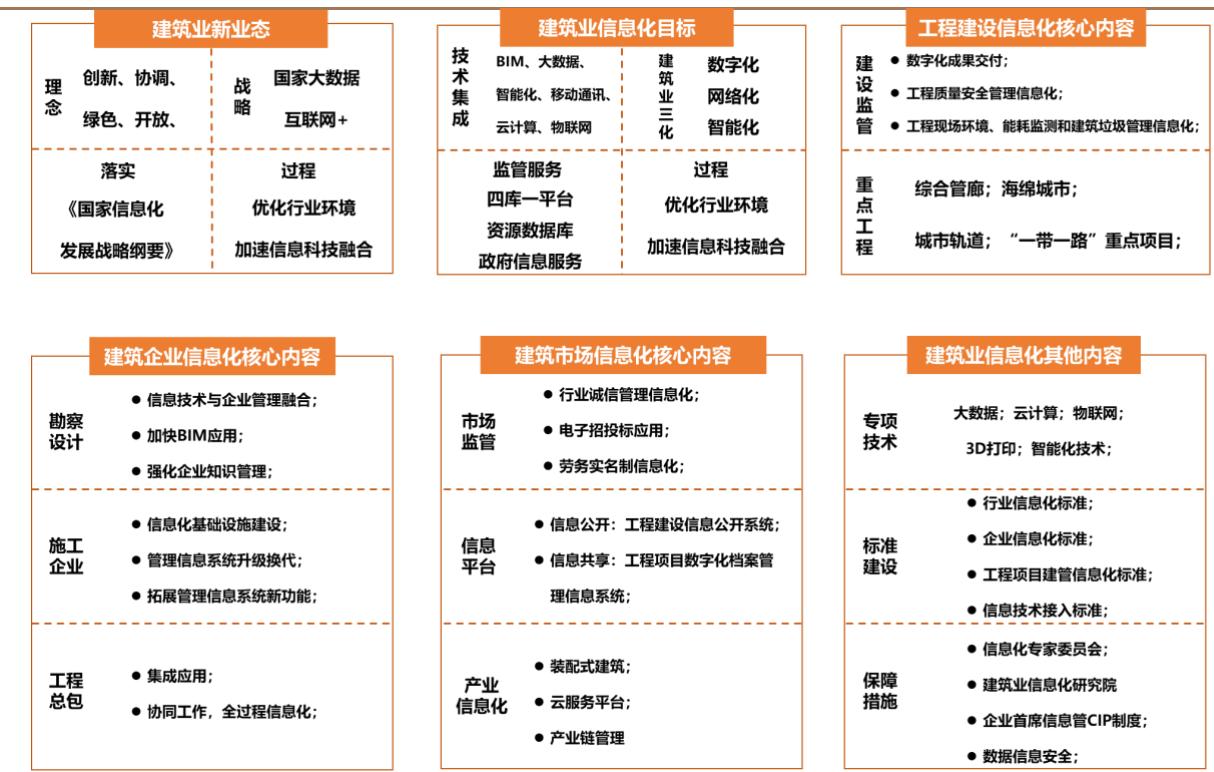 建筑业新业态
理念
创新、协调、
绿色、开放、
战略
国家大数据
互联网+
落实
《国家信息化
发展战略纲要》
过程
优化行业环境
加速信息科技融合
建筑业信息化目标
技术集成
BIM、大数据、
智能化、移动通讯、
云计算、物联网
建筑业三化
数字化
网络化
智能化
监管服务
四库一平台
资源数据库
政府信息服务
过程
优化行业环境
加速信息科技融合
工程建设信息化核心内容
建设监管
● 数字化成果交付；
● 工程质量安全管理信息化；
● 工程现场环境、能耗监测和建筑垃圾管理信息化；
重点工程
综合管廊；海绵城市；
城市轨道；“一带一路”重点项目；
建筑企业信息化核心内容
勘察
设计
● 信息技术与企业管理融合；
● 加快BIM应用；
● 强化企业知识管理；
施工
企业
● 信息化基础设施建设；
● 管理信息系统升级换代；
● 拓展管理信息系统新功能；
工程
总包
● 集成应用；
● 协同工作，全过程信息化；
建筑市场信息化核心内容
市场
监管
● 行业诚信管理信息化；
● 电子招投标应用；
● 劳务实名制信息化；
信息
平台
● 信息公开：工程建设信息公开系统；
● 信息共享：工程项目数字化档案管
理信息系统；
产业
信息化
● 装配式建筑；
● 云服务平台；
● 产业链管理
建筑业信息化其他内容
专项
技术
大数据；云计算；物联网；
3D打印；智能化技术；
标准
建设
● 行业信息化标准；
● 企业信息化标准；
● 工程项目建管信息化标准；
● 信息技术接入标准；
保障
措施
● 信息化专家委员会；
● 建筑业信息化研究院
● 企业首席信息管CIP制度；
● 数据信息安全；